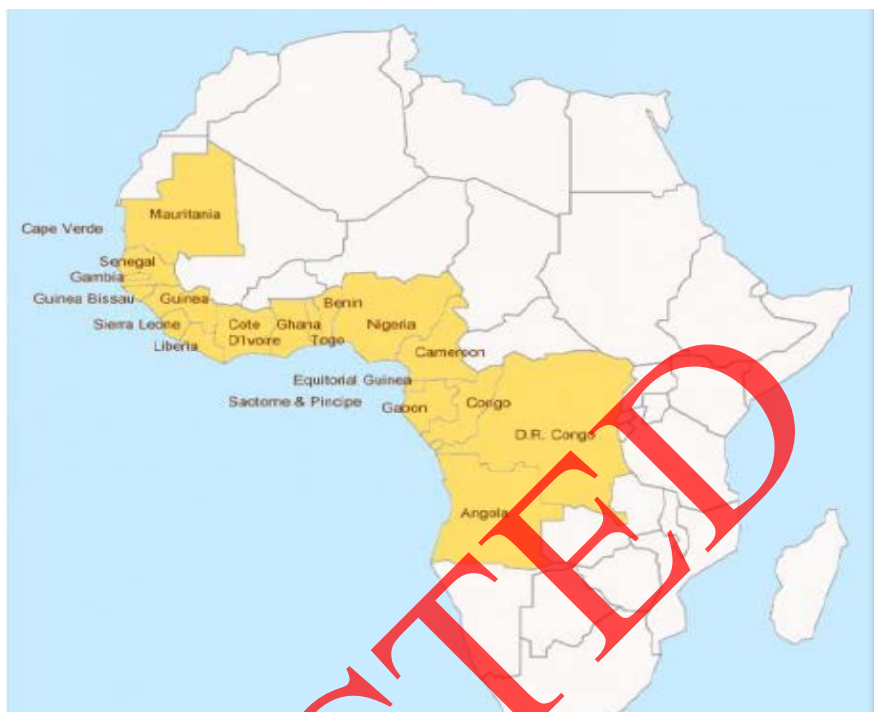 Mauritania
Cape Verde
Senegal
Gambia
Guinea Bissau
Guinea
Benin
Sierra Leone
Cote
D'Ivoire
Ghana
Togo
Nigeria
Liberia
Cameroon
Equitorial Guinea
Saotome & Pincipe
Gabon
Congo
D.R. Congo
Angola
CTED